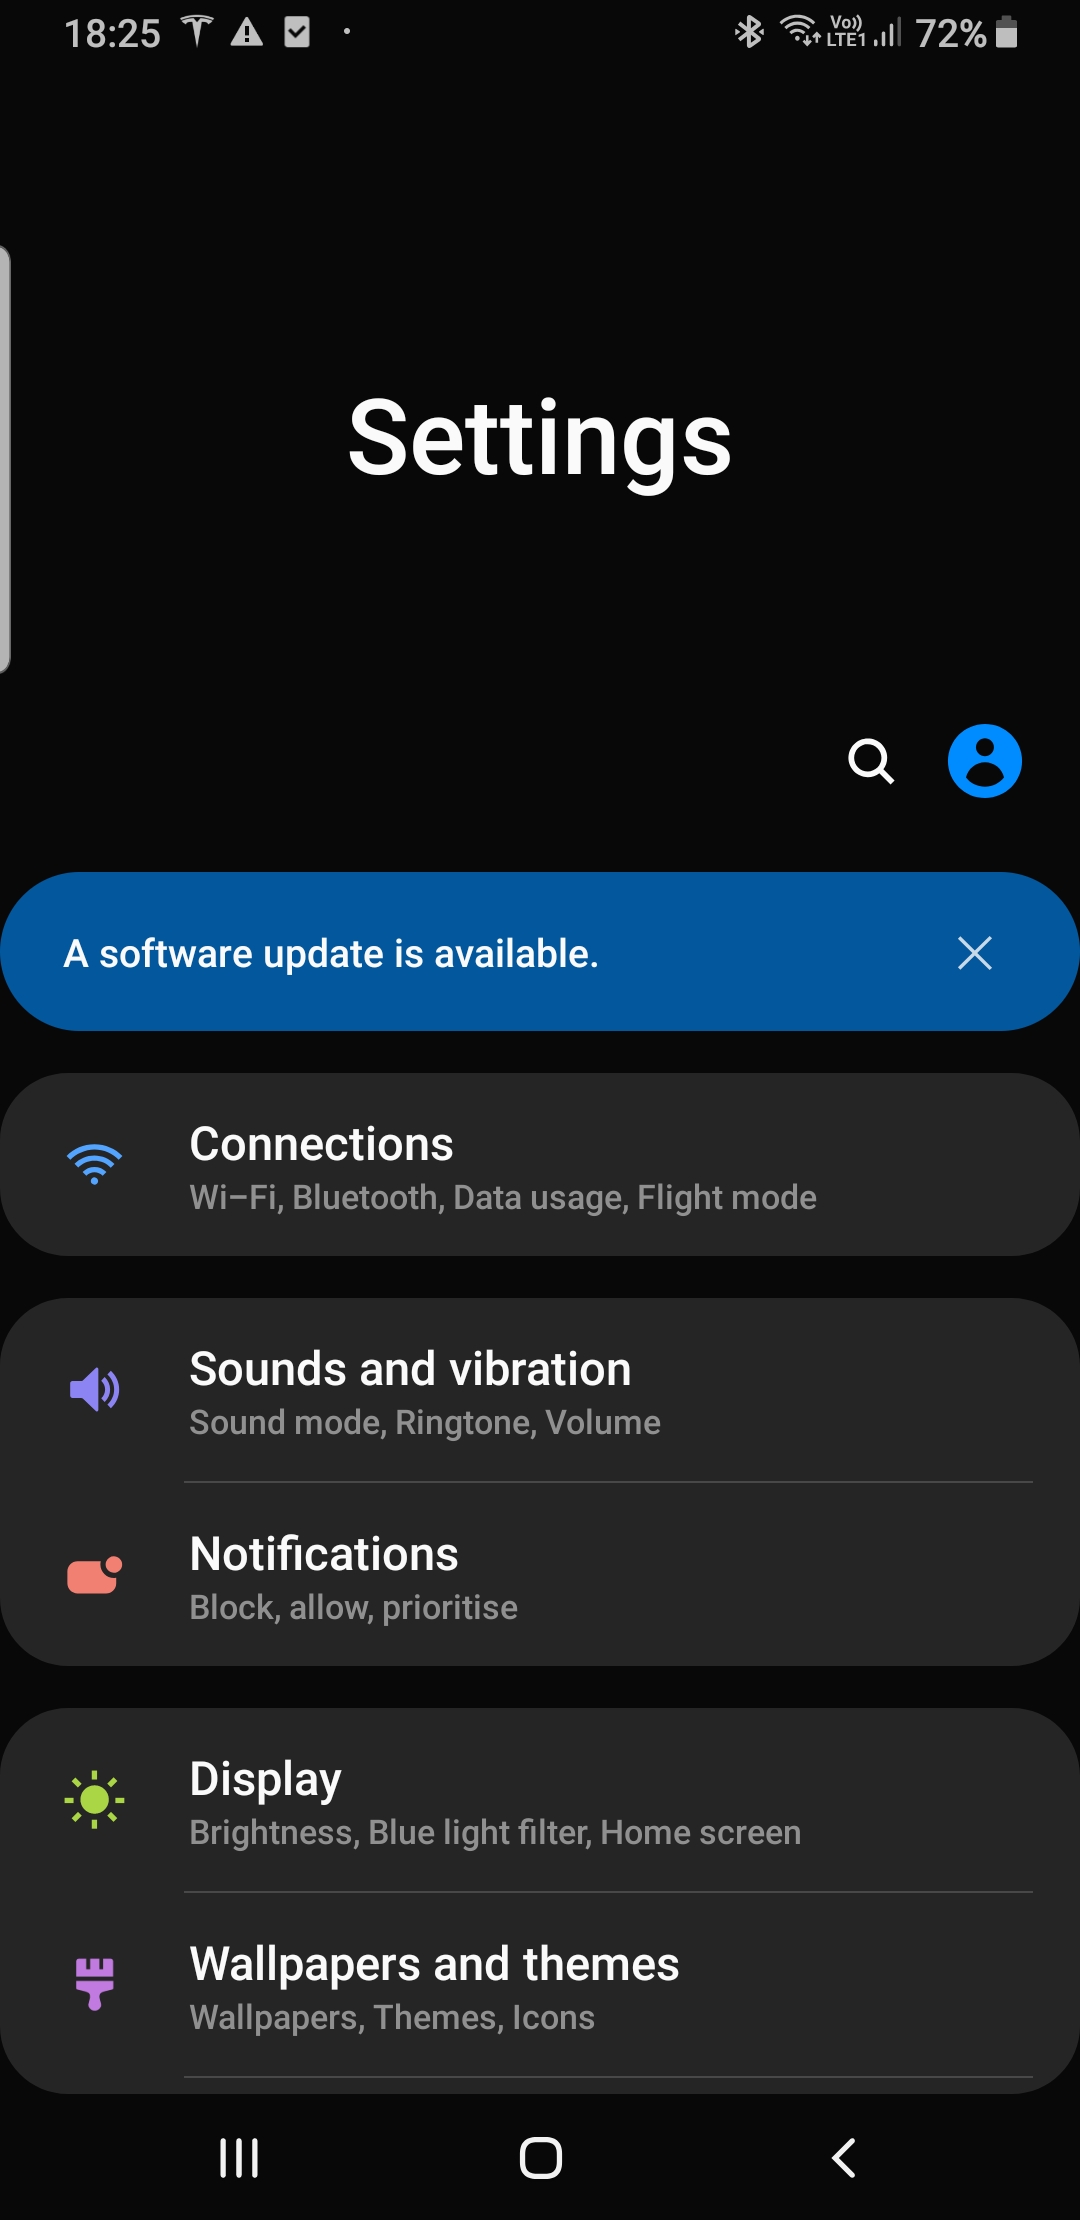 18:25 Vo)) LTE1 72%
Settings
A software update is available.
Connections
Wi-Fi, Bluetooth, Data usage, Flight mode
Sounds and vibration
Sound mode, Ringtone, Volume
Notifications
Block, allow, prioritise
Display
Brightness, Blue light filter, Home screen
Wallpapers and themes
Wallpapers, Themes, Icons